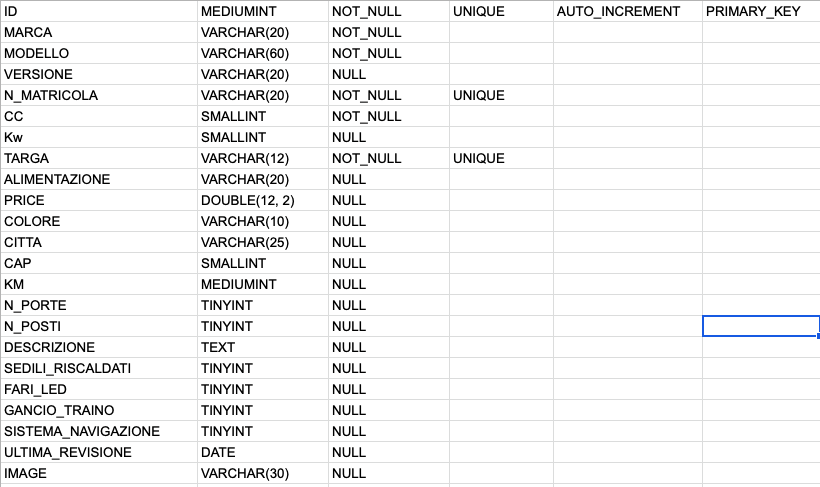 ID MEDIUMINT NOT_NULL UNIQUE AUTO_INCREMENT PRIMARY_KEY
MARCA VARCHAR(20) NOT_NULL
MODELLO VARCHAR(60) NOT_NULL
VERSIONE VARCHAR(20) NULL
N_MATRICOLA VARCHAR(20) NOT_NULL UNIQUE
CC SMALLINT NOT_NULL
Kw SMALLINT NULL
TARGA VARCHAR(12) NOT_NULL UNIQUE
ALIMENTAZIONE VARCHAR(20) NULL
PRICE DOUBLE(12, 2) NULL
COLORE VARCHAR(10) NULL
CITTA VARCHAR(25) NULL
CAP SMALLINT NULL
KM MEDIUMINT NULL
N_PORTE TINYINT NULL
N_POSTI TINYINT NULL
DESCRIZIONE TEXT NULL
SEDILI_RISCALDATI TINYINT NULL
FARI_LED TINYINT NULL
GANCIO_TRAINO TINYINT NULL
SISTEMA_NAVIGAZIONE TINYINT NULL
ULTIMA_REVISIONE DATE NULL
IMAGE VARCHAR(30) NULL